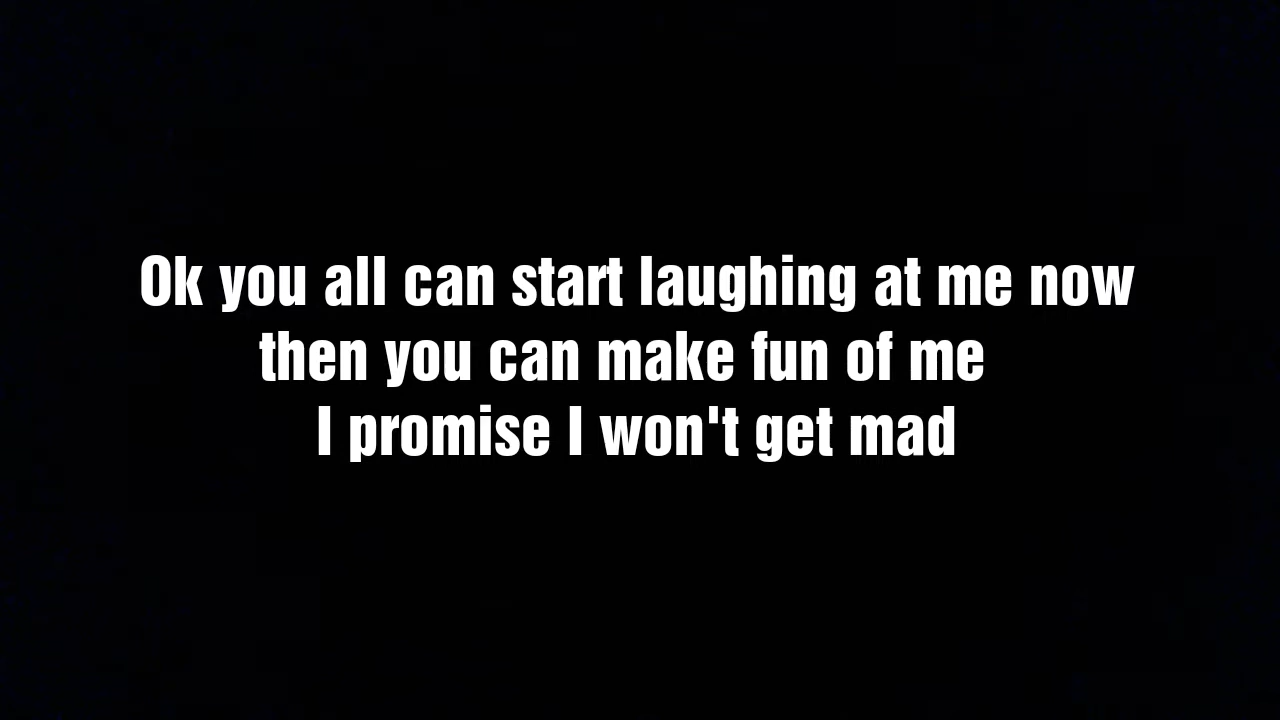 Ok you all can start laughing at me now
then you can make fun of me
I promise I won't get mad